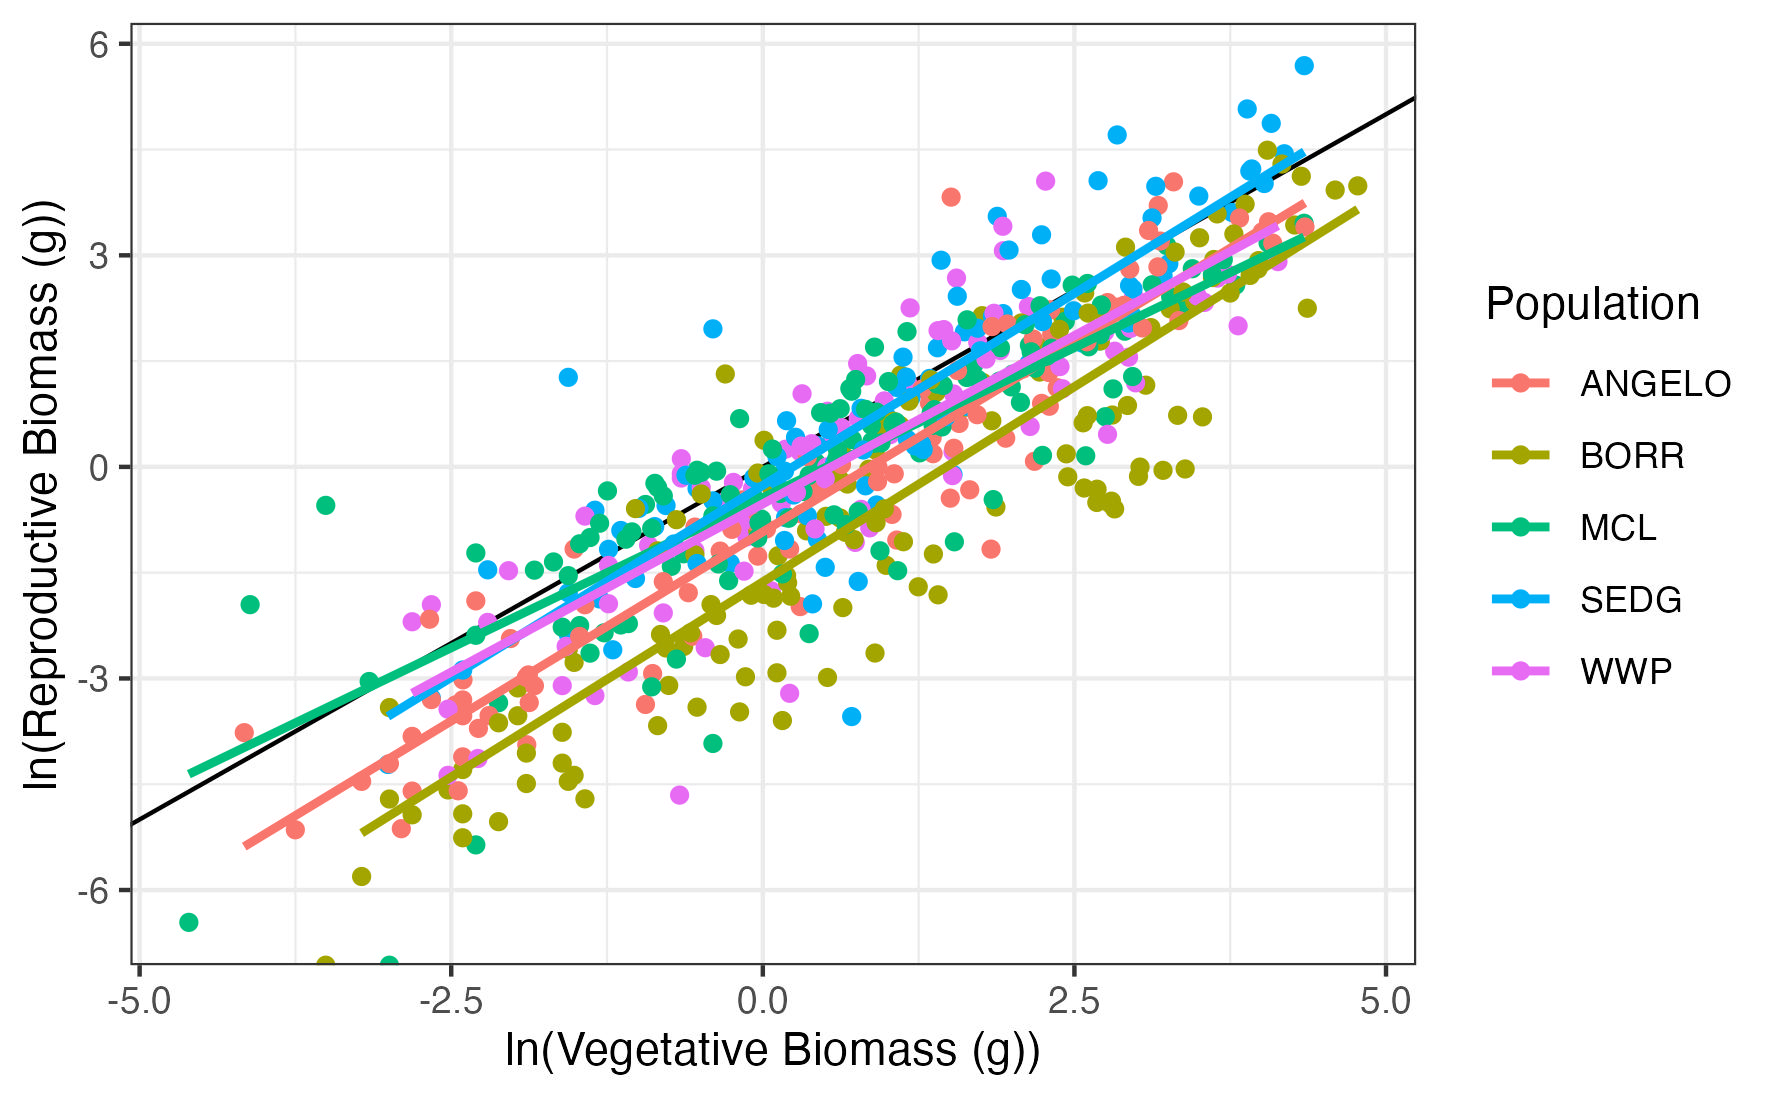 6
3
0
-3
-6
ln(Reproductive Biomass (g))
-5.0 -2.5 0.0 2.5 5.0
ln(Vegetative Biomass (g))
Population
ANGELO
BORR
MCL
SEDG
WWP